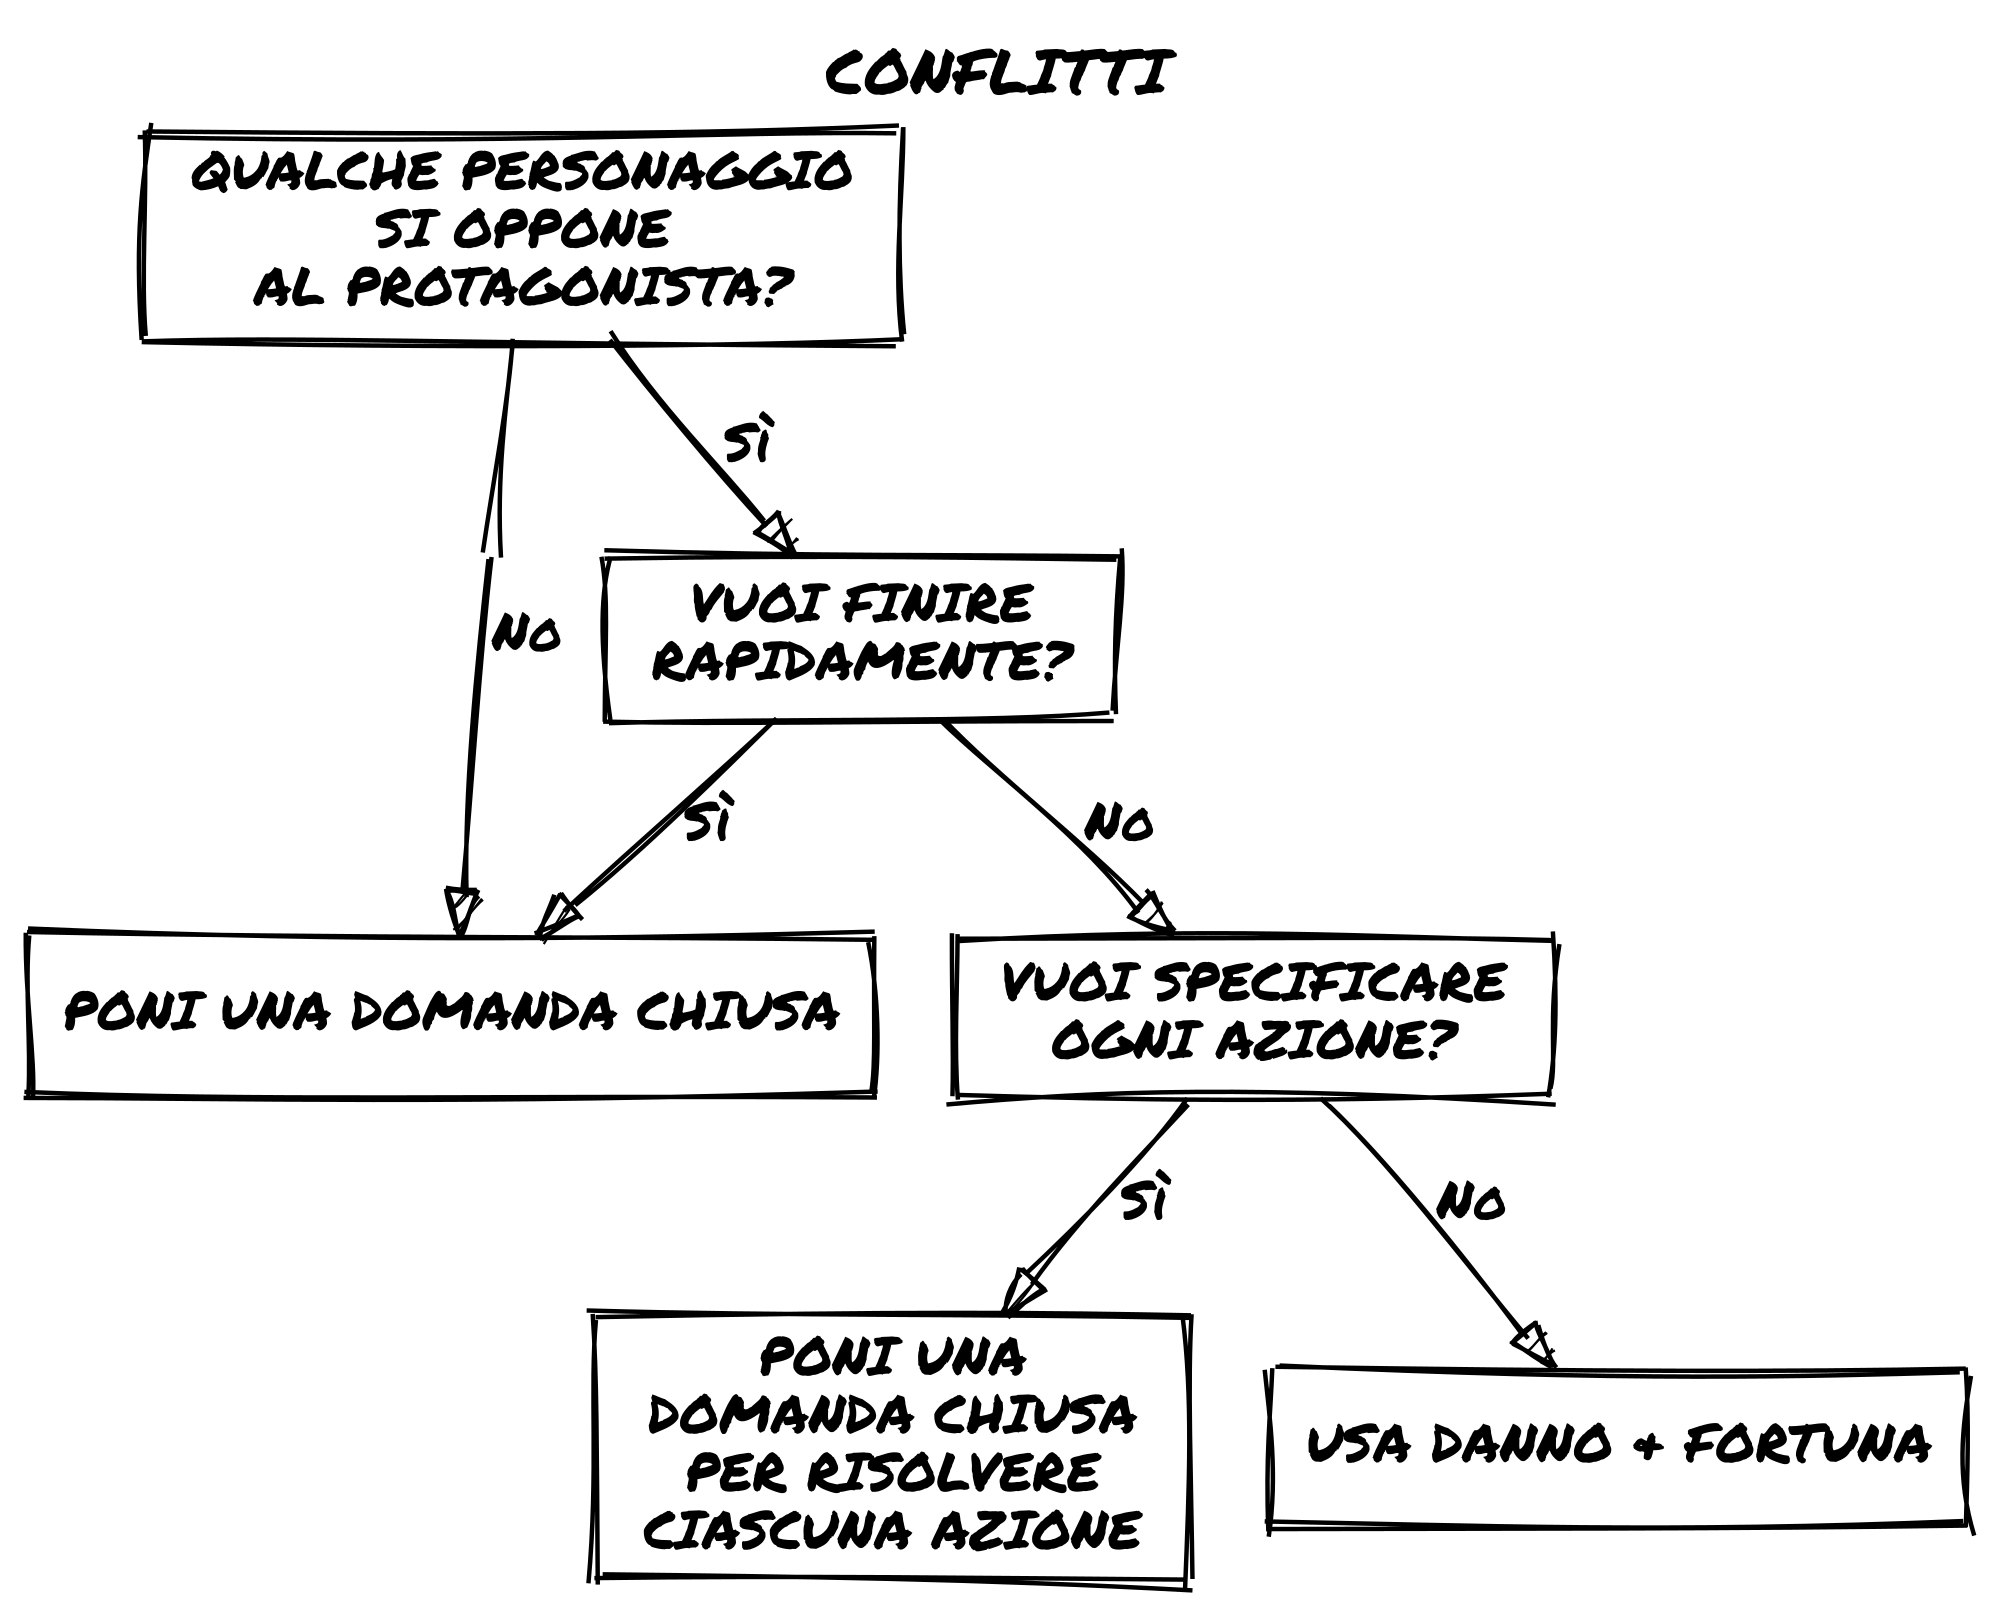 CONFLITTI
QUALCHE PERSONAGGIO
SI OPPONE
AL PROTAGONISTA?
Sì
No
VUOI FINIRE
RAPIDAMENTE?
Sì
No
PONI UNA DOMANDA CHIUSA
VUOI SPECIFICARE
OGNI AZIONE?
Sì
No
PONI UNA
DOMANDA CHIUSA
PER RISOLVERE
CIASCUNA AZIONE
USA DANNO & FORTUNA